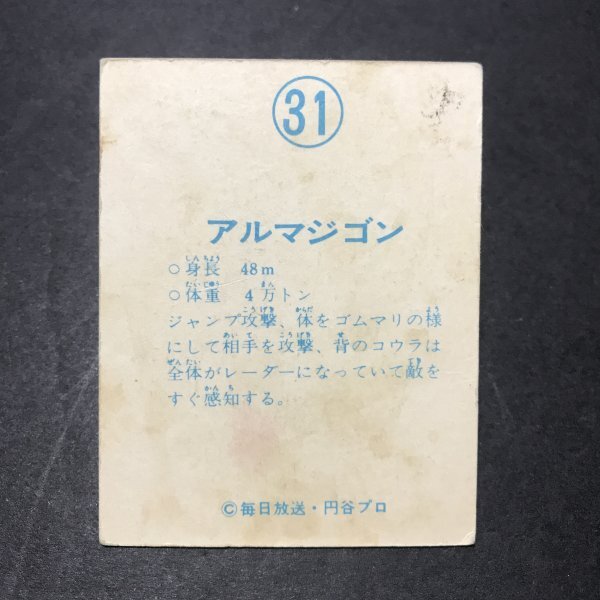 31
アルマジゴン
○身長 48m
○体重 4万トン
ジャンプ攻撃、体をゴムマリの様
にして相手を攻撃、背のコウラは
全体がレーダーになっていて敵を
すぐ感知する。
©毎日放送・円谷プロ